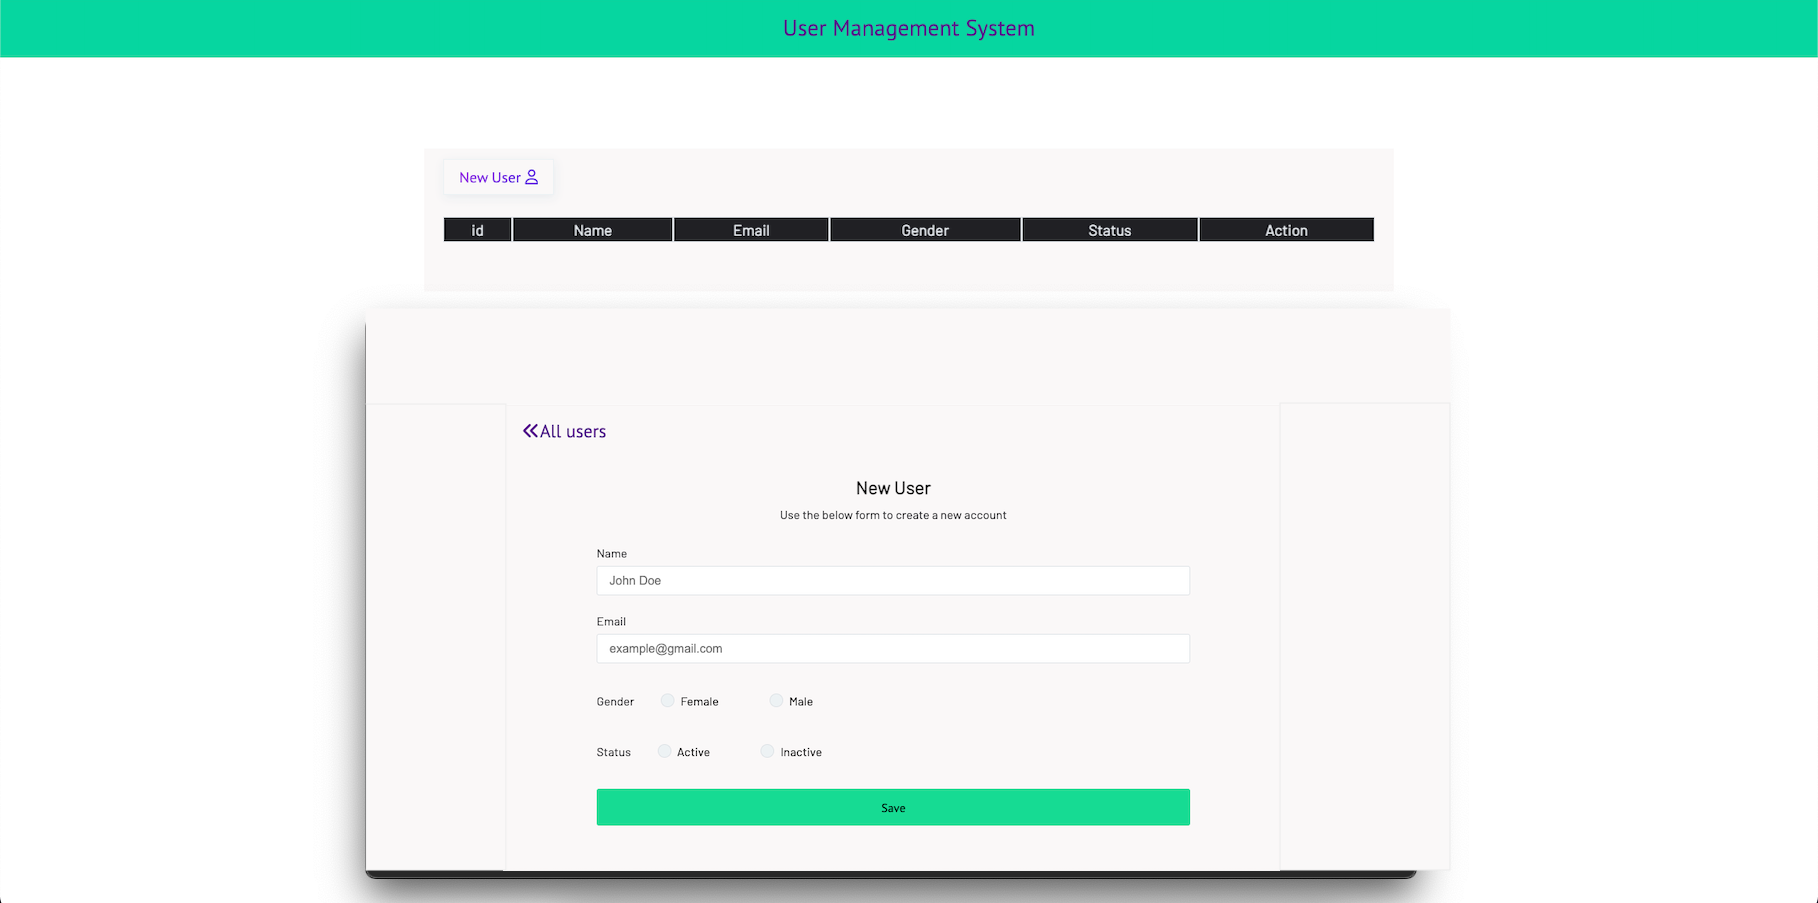 User Management System
New User
id Name Email Gender Status Action
All users
New User
Use the below form to create a new account
Name
John Doe
Email
example@gmail.com
Gender Female Male
Status Active Inactive
Save